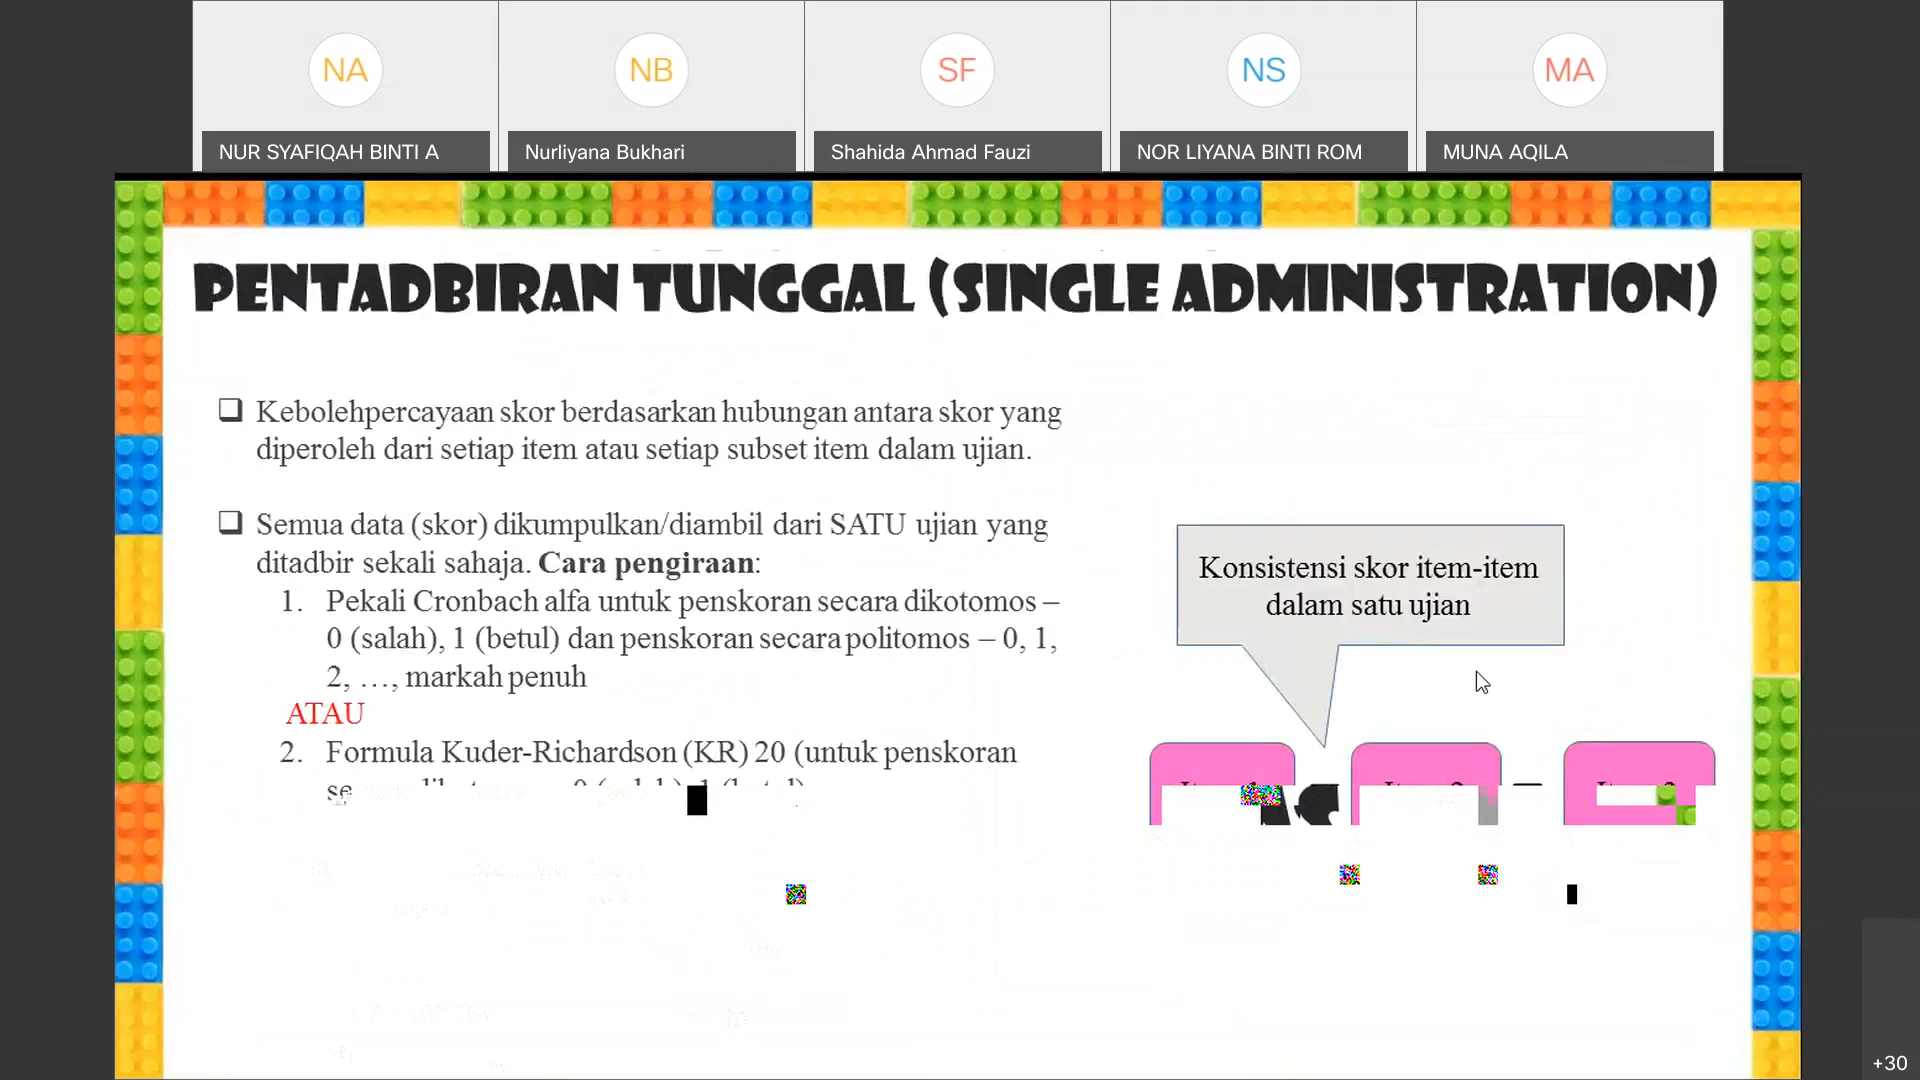 NA
NB
SF
NS
MA
NUR SYAFIQAH BINTI A
Nurliyana Bukhari
Shahida Ahmad Fauzi
NOR LIYANA BINTI ROM
MUNA AQILA
PENTADBIRAN TUNGGAL (SINGLE ADMINISTRATION)
Kebolehpercayaan skor berdasarkan hubungan antara skor yang
diperoleh dari setiap item atau setiap subset item dalam ujian.
Semua data (skor) dikumpulkan/diambil dari SATU ujian yang
ditadbir sekali sahaja. Cara pengiraan:
1. Pekali Cronbach alfa untuk penskoran secara dikotomos –
0 (salah), 1 (betul) dan penskoran secara politomos – 0, 1,
2, …, markah penuh
ATAU
2. Formula Kuder-Richardson (KR) 20 (untuk penskoran
Konsistensi skor item-item
dalam satu ujian
+30